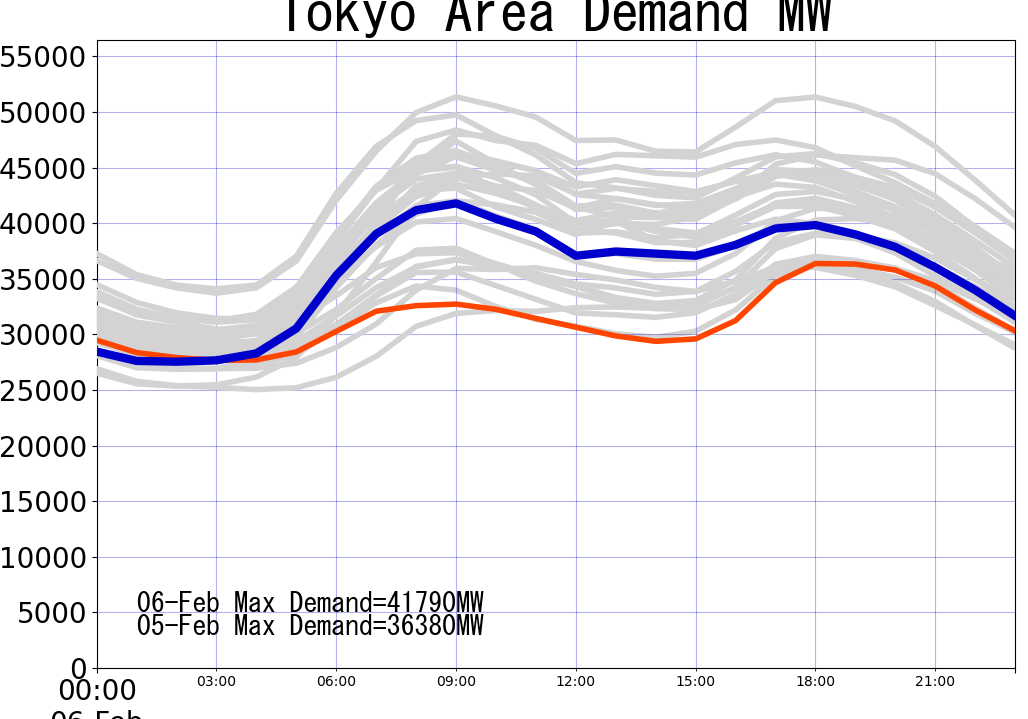 Tokyo Area Demand MW
55000
50000
45000
40000
35000
30000
25000
20000
15000
10000
5000
0
06-Feb Max Demand=41790MW
05-Feb Max Demand=36380MW
00:00 03:00 06:00 09:00 12:00 15:00 18:00 21:00
06-Feb